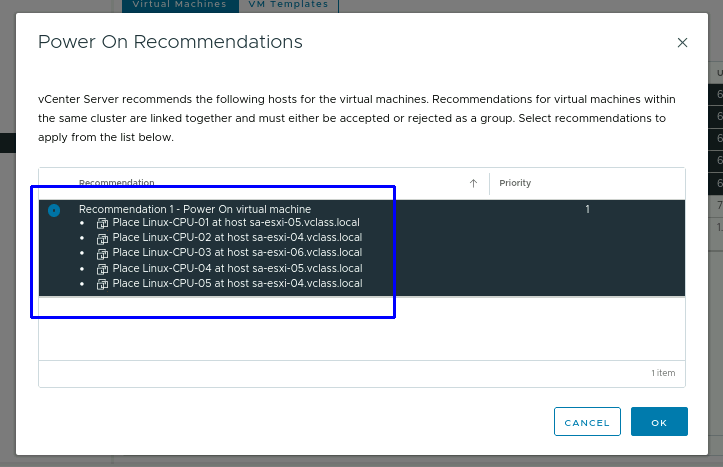 Virtual Machines VM Templates
Power On Recommendations
vCenter Server recommends the following hosts for the virtual machines. Recommendations for virtual machines within
the same cluster are linked together and must either be accepted or rejected as a group. Select recommendations to
apply from the list below.
Recommendation Priority
Recommendation 1 - Power On virtual machine 1
• Place Linux-CPU-01 at host sa-esxi-05.vclass.local
• Place Linux-CPU-02 at host sa-esxi-04.vclass.local
• Place Linux-CPU-03 at host sa-esxi-06.vclass.local
• Place Linux-CPU-04 at host sa-esxi-05.vclass.local
• Place Linux-CPU-05 at host sa-esxi-04.vclass.local
1 item
CANCEL OK